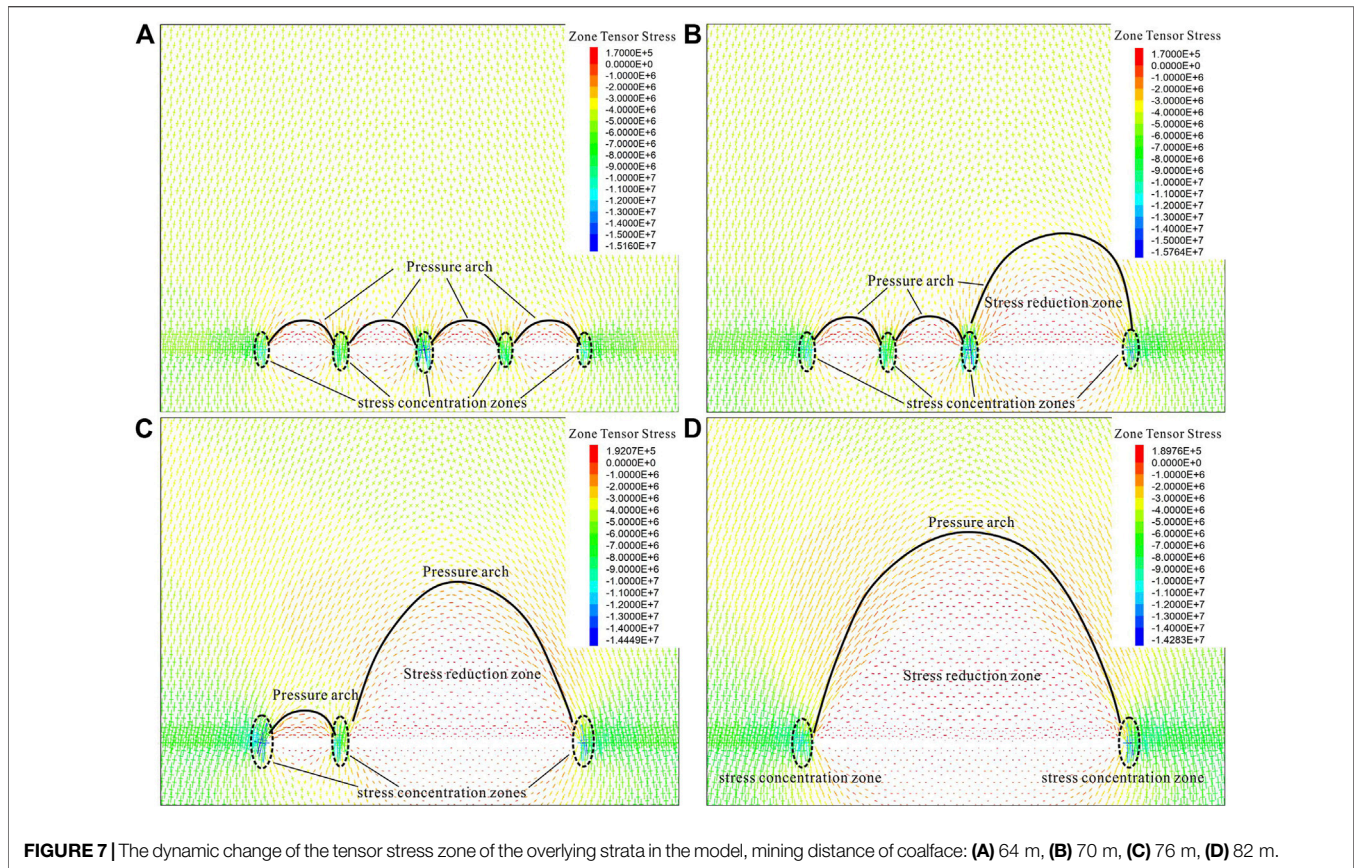 A
Zone Tensor Stress
1.7000E+5
0.0000E+0
-1.0000E+6
-2.0000E+6
-3.0000E+6
-4.0000E+6
-5.0000E+6
-6.0000E+6
-7.0000E+6
-8.0000E+6
-9.0000E+6
-1.0000E+7
-1.1000E+7
-1.2000E+7
-1.3000E+7
-1.4000E+7
-1.5160E+7
Pressure arch
stress concentration zones
B
Zone Tensor Stress
1.7000E+5
0.0000E+0
-1.0000E+6
-2.0000E+6
-3.0000E+6
-4.0000E+6
-5.0000E+6
-6.0000E+6
-7.0000E+6
-8.0000E+6
-9.0000E+6
-1.0000E+7
-1.1000E+7
-1.2000E+7
-1.3000E+7
-1.4000E+7
-1.5000E+7
-1.5764E+7
Pressure arch
Stress reduction zone
stress concentration zones
C
Zone Tensor Stress
1.9207E+5
0.0000E+0
-1.0000E+6
-2.0000E+6
-3.0000E+6
-4.0000E+6
-5.0000E+6
-6.0000E+6
-7.0000E+6
-8.0000E+6
-9.0000E+6
-1.0000E+7
-1.1000E+7
-1.2000E+7
-1.3000E+7
-1.4000E+7
-1.4449E+7
Pressure arch
Stress reduction zone
Pressure arch
stress concentration zones
D
Zone Tensor Stress
1.8976E+5
0.0000E+0
-1.0000E+6
-2.0000E+6
-3.0000E+6
-4.0000E+6
-5.0000E+6
-6.0000E+6
-7.0000E+6
-8.0000E+6
-9.0000E+6
-1.0000E+7
-1.1000E+7
-1.2000E+7
-1.3000E+7
-1.4000E+7
-1.4283E+7
Pressure arch
Stress reduction zone
stress concentration zone
stress concentration zone
FIGURE 7 | The dynamic change of the tensor stress zone of the overlying strata in the model, mining distance of coalface: (A) 64 m, (B) 70 m, (C) 76 m, (D) 82 m.